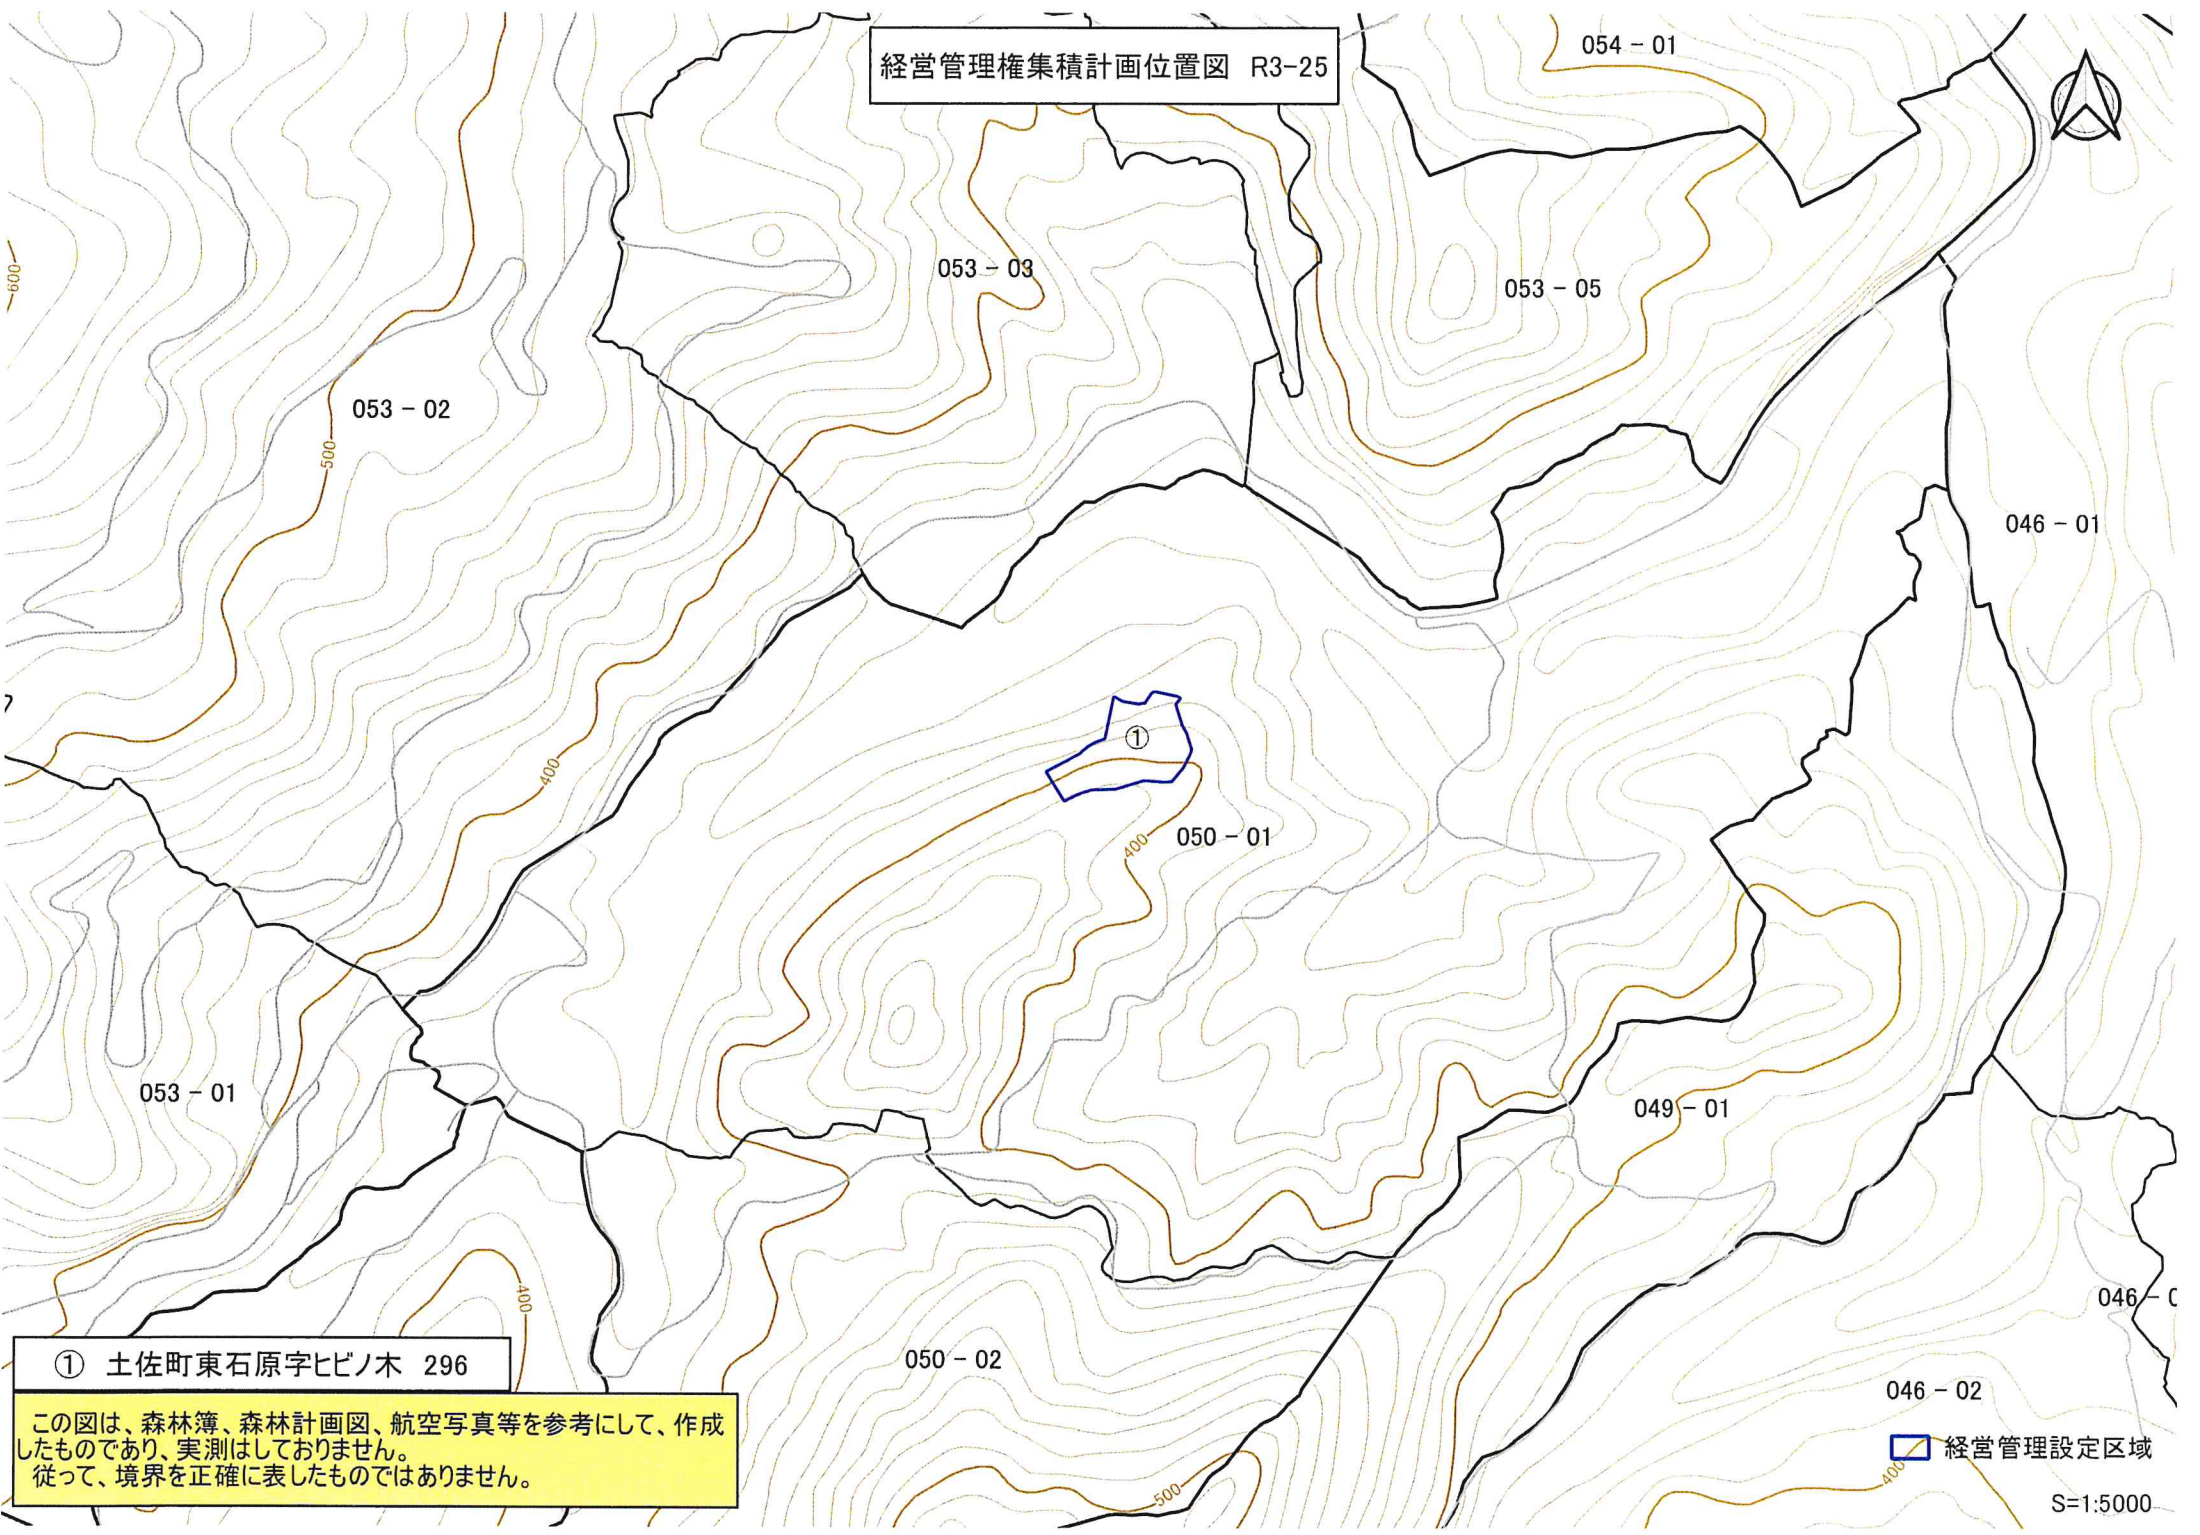 経営管理権集積計画位置図 R3-25
054 - 01
600
053 - 03
053 - 05
053 - 02
500
046 - 01
①
400
400
050 - 01
053 - 01
049 - 01
400
046 - 0
① 土佐町東石原字ヒビノ木 296
050 - 02
046 - 02
この図は、森林簿、森林計画図、航空写真等を参考にして、作成
したものであり、実測はしておりません。
従って、境界を正確に表したものではありません。
経営管理設定区域
400
500
S=1:5000